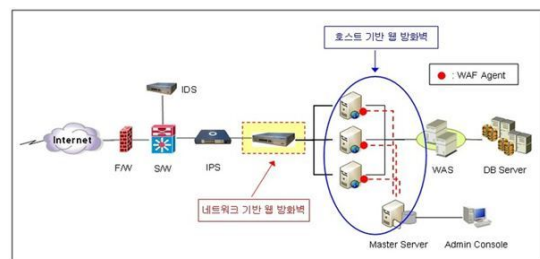 호스트 기반 웹 방화벽
: WAF Agent
IDS
Internet
F/W
S/W
IPS
WAS
DB Server
네트워크 기반 웹 방화벽
Master Server
Admin Console